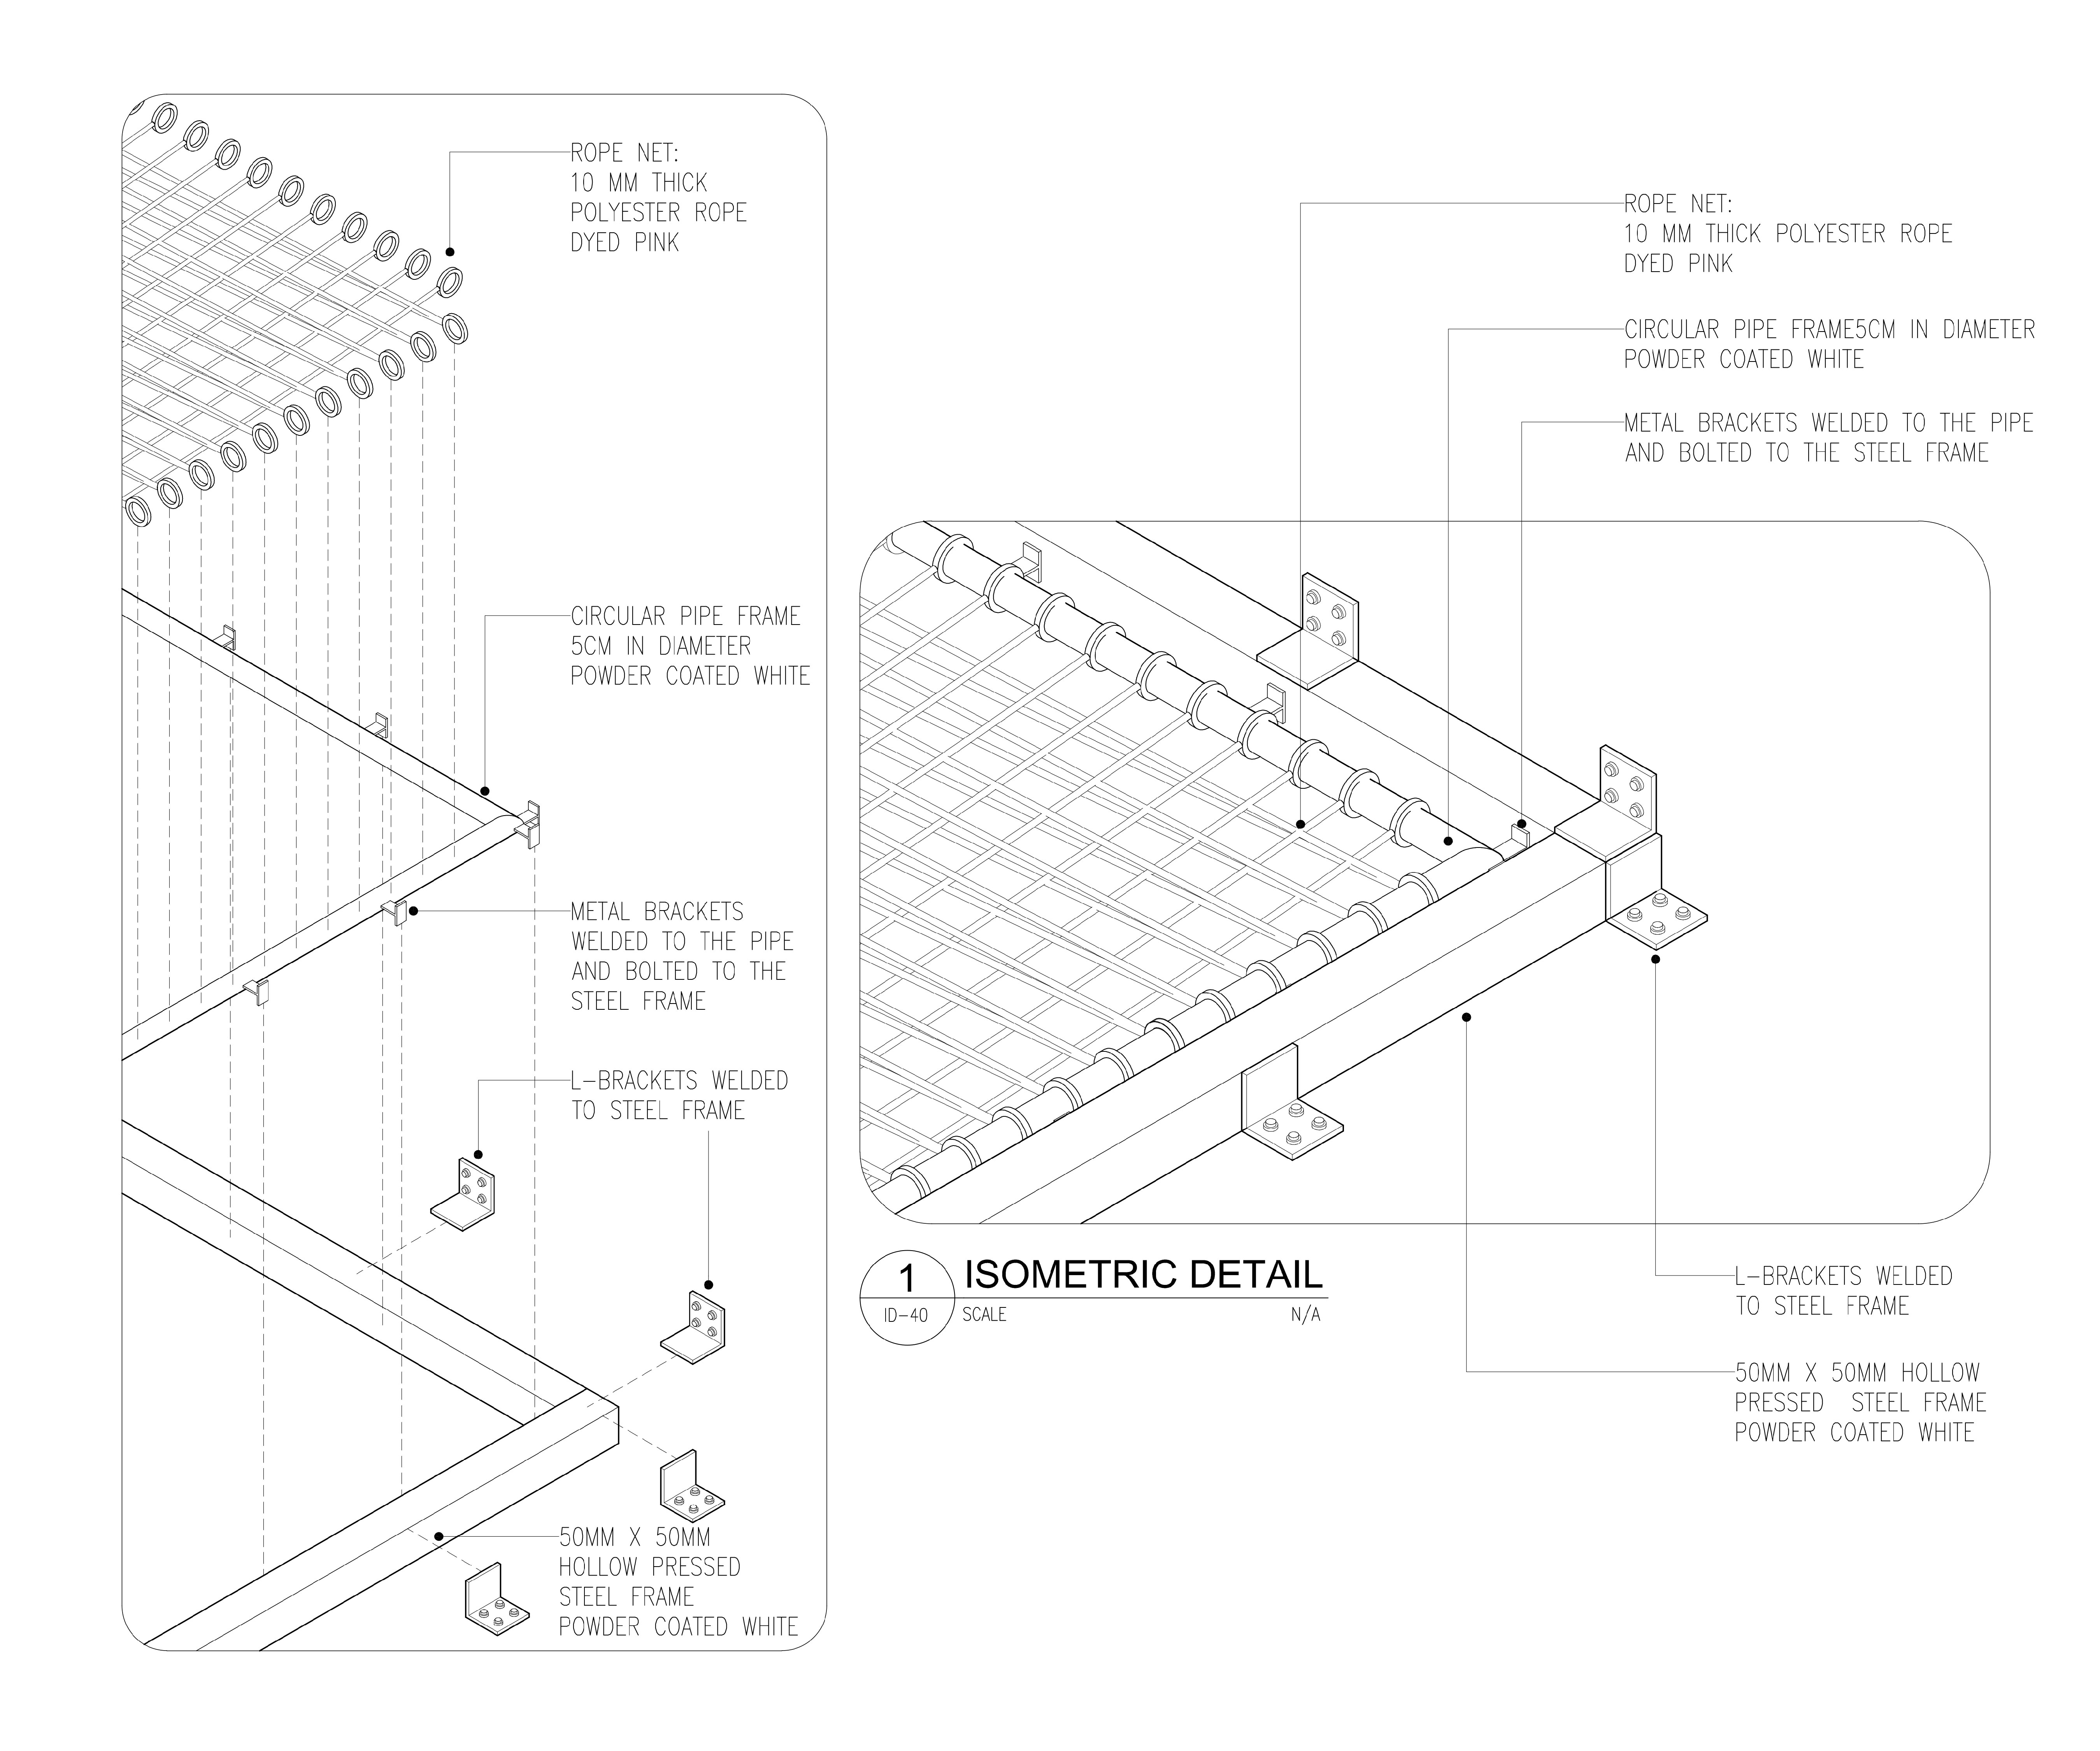 ROPE NET:
10 MM THICK
POLYESTER ROPE
DYED PINK
CIRCULAR PIPE FRAME
5CM IN DIAMETER
POWDER COATED WHITE
METAL BRACKETS
WELDED TO THE PIPE
AND BOLTED TO THE
STEEL FRAME
L-BRACKETS WELDED
TO STEEL FRAME
50MM X 50MM
HOLLOW PRESSED
STEEL FRAME
POWDER COATED WHITE
ROPE NET:
10 MM THICK POLYESTER ROPE
DYED PINK
CIRCULAR PIPE FRAME5CM IN DIAMETER
POWDER COATED WHITE
METAL BRACKETS WELDED TO THE PIPE
AND BOLTED TO THE STEEL FRAME
L-BRACKETS WELDED
TO STEEL FRAME
50MM X 50MM HOLLOW
PRESSED STEEL FRAME
POWDER COATED WHITE
1 ISOMETRIC DETAIL
ID-40 SCALE N/A